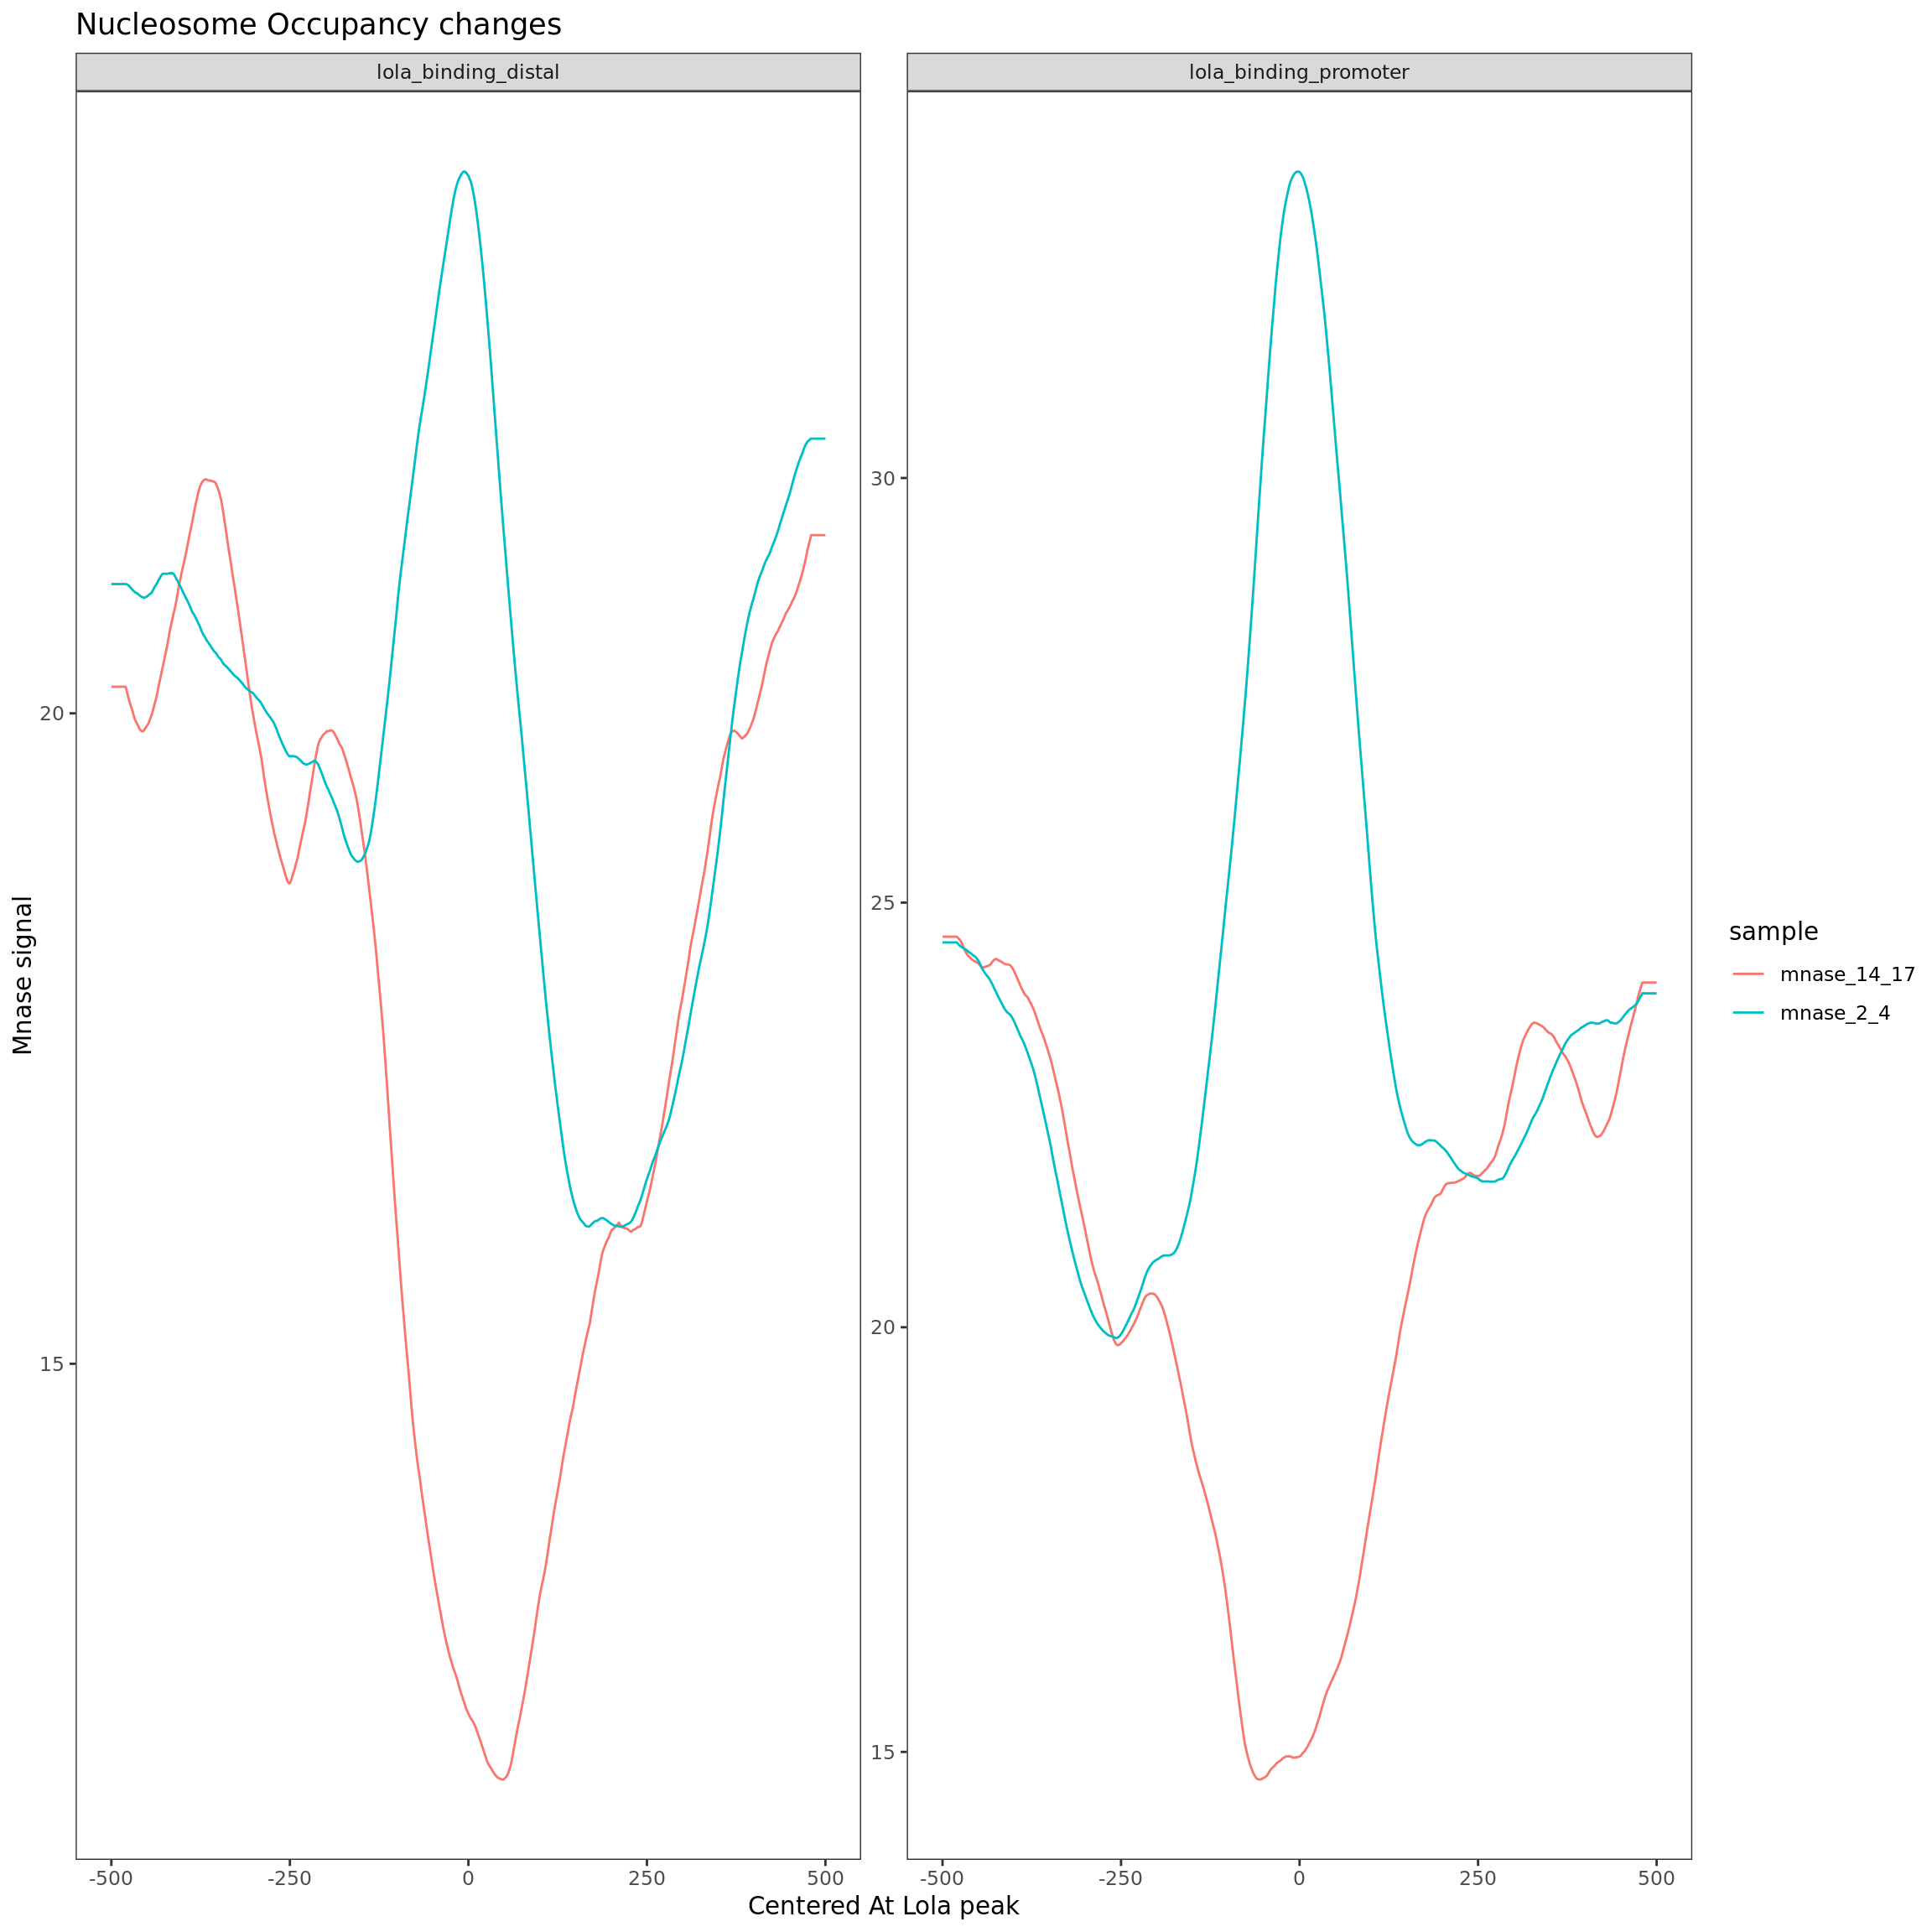 Nucleosome Occupancy changes
lola_binding_distal
lola_binding_promoter
Mnase signal
20
15
30
25
20
15
-500
-250
0
250
500
-500
-250
0
250
500
Centered At Lola peak
sample
mnase_14_17
mnase_2_4